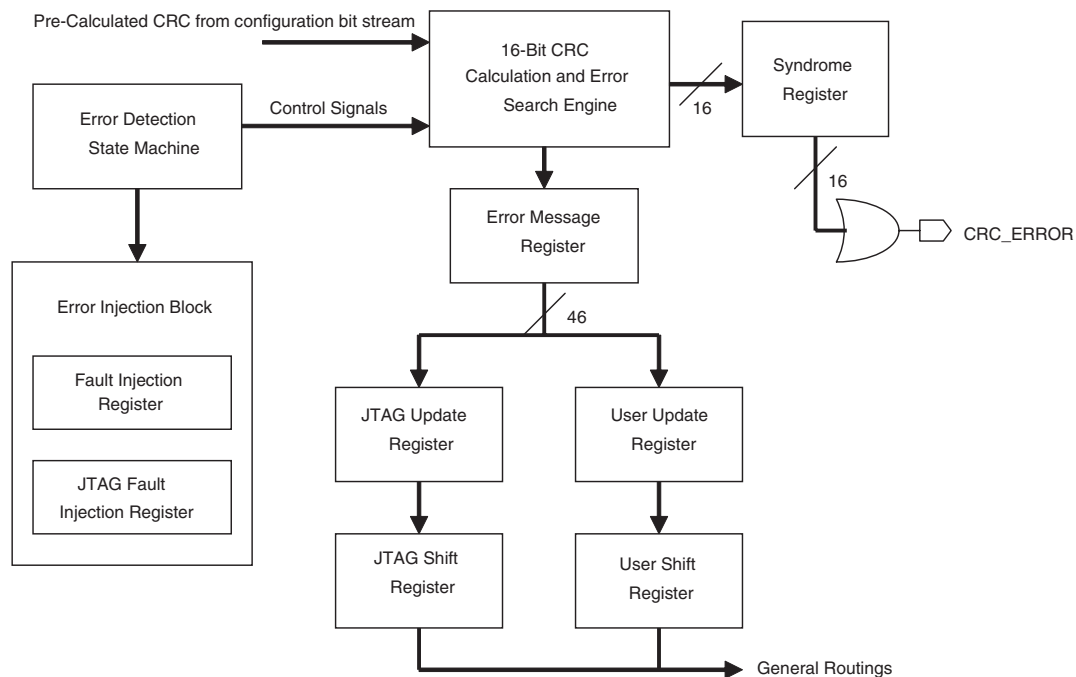 Pre-Calculated CRC from configuration bit stream
16-Bit CRC
Calculation and Error
Search Engine
Syndrome
Register
Error Detection
State Machine
Control Signals
16
16
Error Message
Register
CRC_ERROR
Error Injection Block
46
Fault Injection
Register
JTAG Update
Register
User Update
Register
JTAG Fault
Injection Register
JTAG Shift
Register
User Shift
Register
General Routings